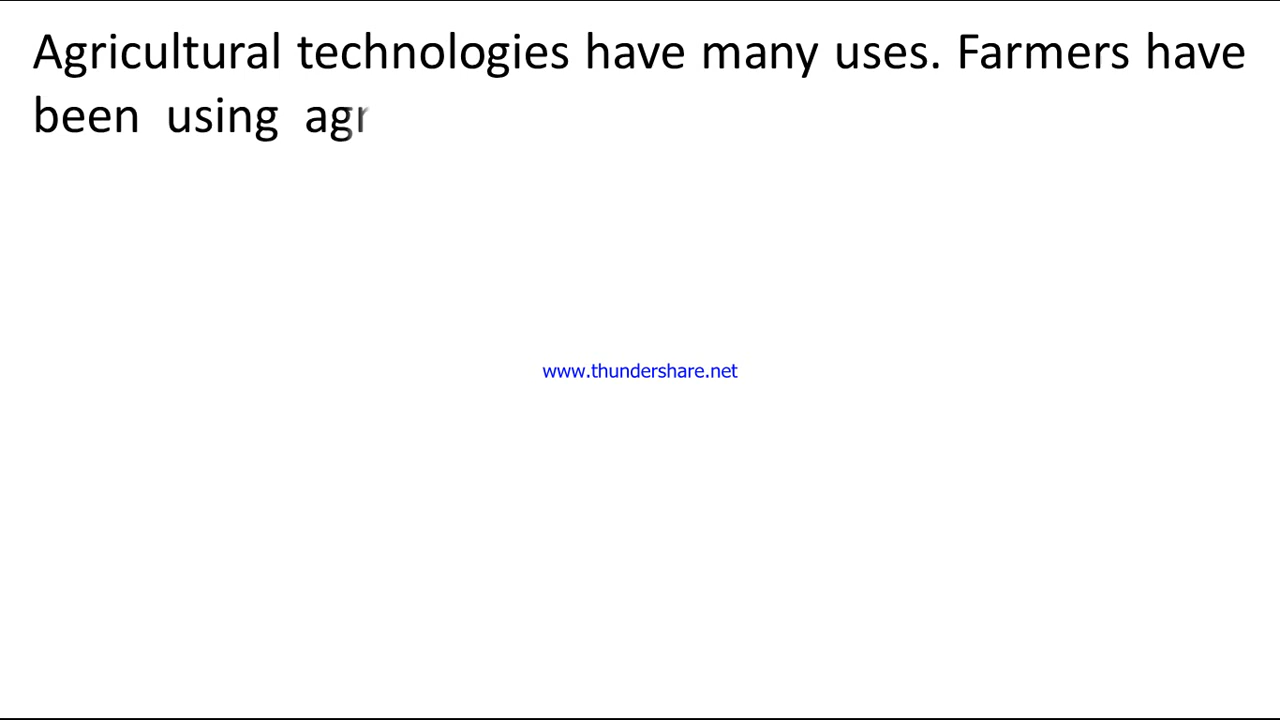 Agricultural technologies have many uses. Farmers have
been using agr
www.thundershare.net